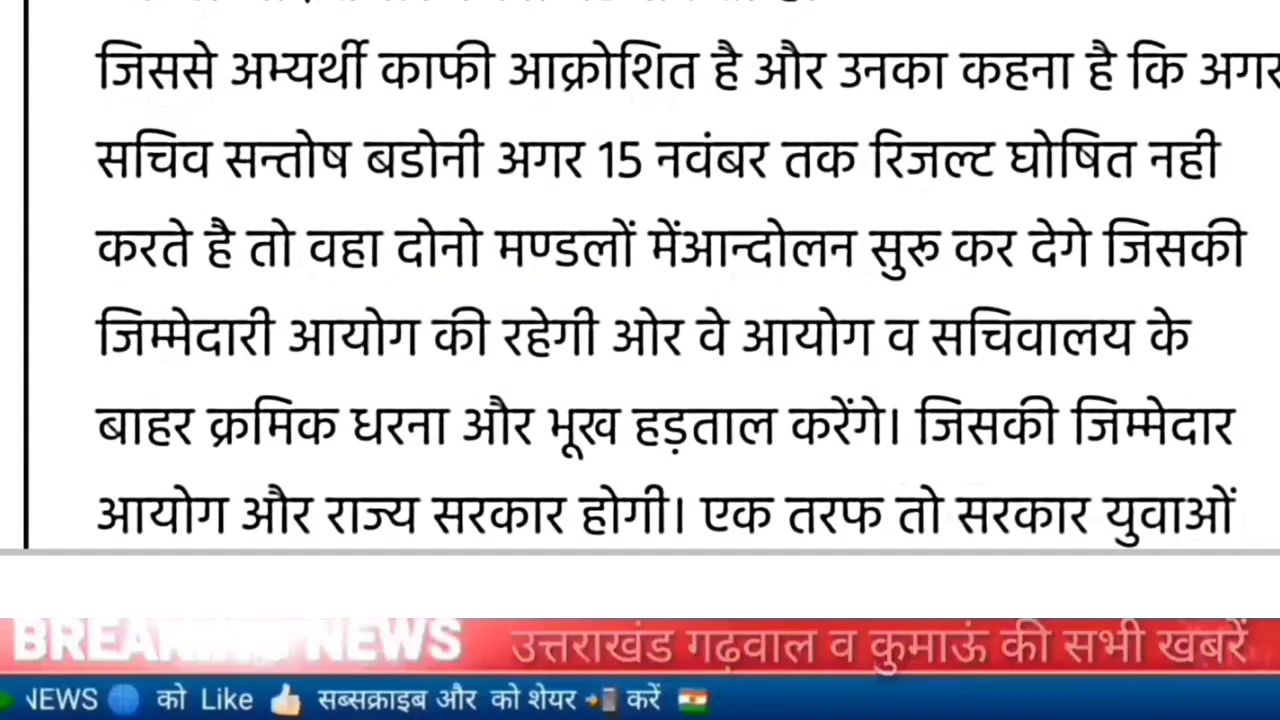 जिससे अभ्यर्थी काफी आक्रोशित है और उनका कहना है कि अगर
सचिव सन्तोष बडोनी अगर 15 नवंबर तक रिजल्ट घोषित नही
करते है तो वहा दोनो मण्डलों मेंआन्दोलन सुरू कर देगे जिसकी
जिम्मेदारी आयोग की रहेगी ओर वे आयोग व सचिवालय के
बाहर क्रमिक धरना और भूख हड़ताल करेंगे। जिसकी जिम्मेदार
आयोग और राज्य सरकार होगी। एक तरफ तो सरकार युवाओं
BREAKING NEWS उत्तराखंड गढ़वाल व कुमाऊं की सभी खबरें
NEWS 🌐 को Like 👍 सब्सक्राइब और को शेयर 📲 करें 🇮🇳